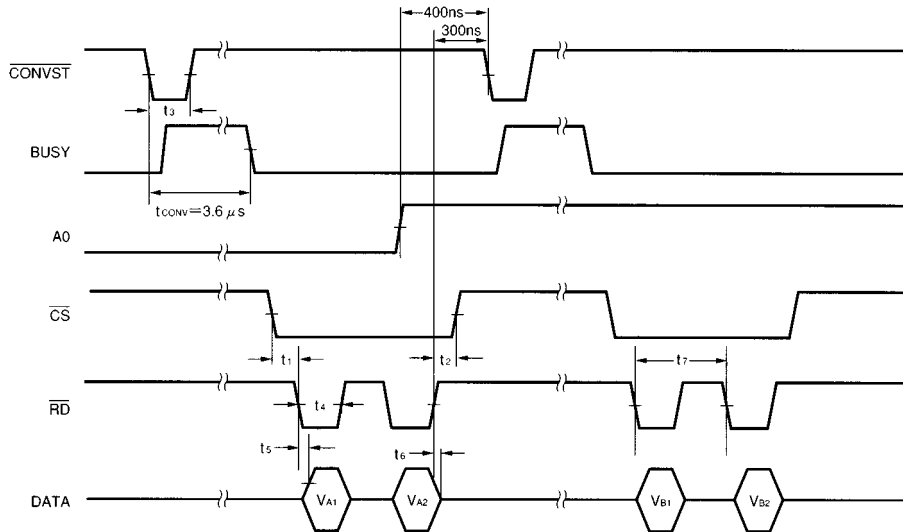 400ns
300ns
CONVST
t3
BUSY
tCONV=3.6 μs
A0
CS
t1
t2
t7
RD
t4
t5
t6
DATA
VA1
VA2
VB1
VB2